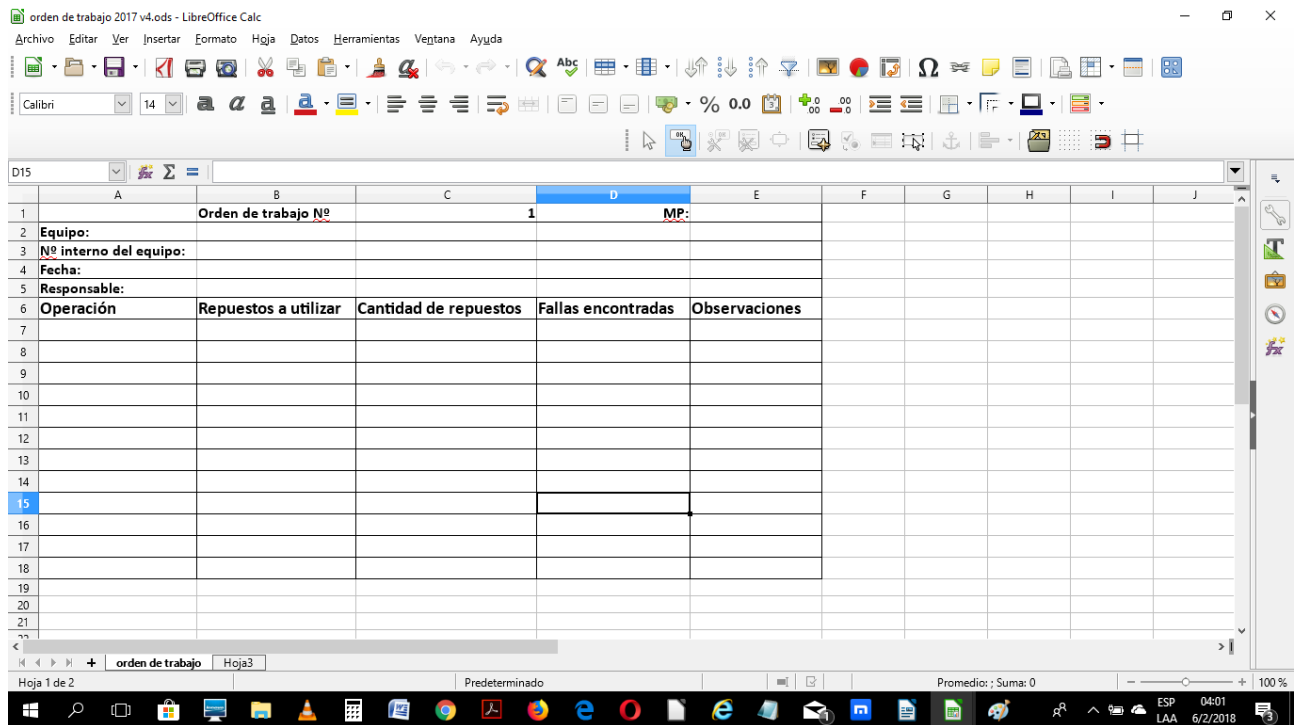 orden de trabajo 2017 v4.ods - LibreOffice Calc
Archivo Editar Ver Insertar Formato Hoja Datos Herramientas Ventana Ayuda
Calibri 14 % 0.0
D15
A B C D E F G H I J
1 Orden de trabajo Nº 1 MP:
2 Equipo:
3 Nº interno del equipo:
4 Fecha:
5 Responsable:
6 Operación Repuestos a utilizar Cantidad de repuestos Fallas encontradas Observaciones
7
8
9
10
11
12
13
14
15
16
17
18
19
20
21
22
orden de trabajo Hoja3
Hoja 1 de 2 Predeterminado Promedio: ; Suma: 0 100 %
ESP 04:01
LAA 6/2/2018